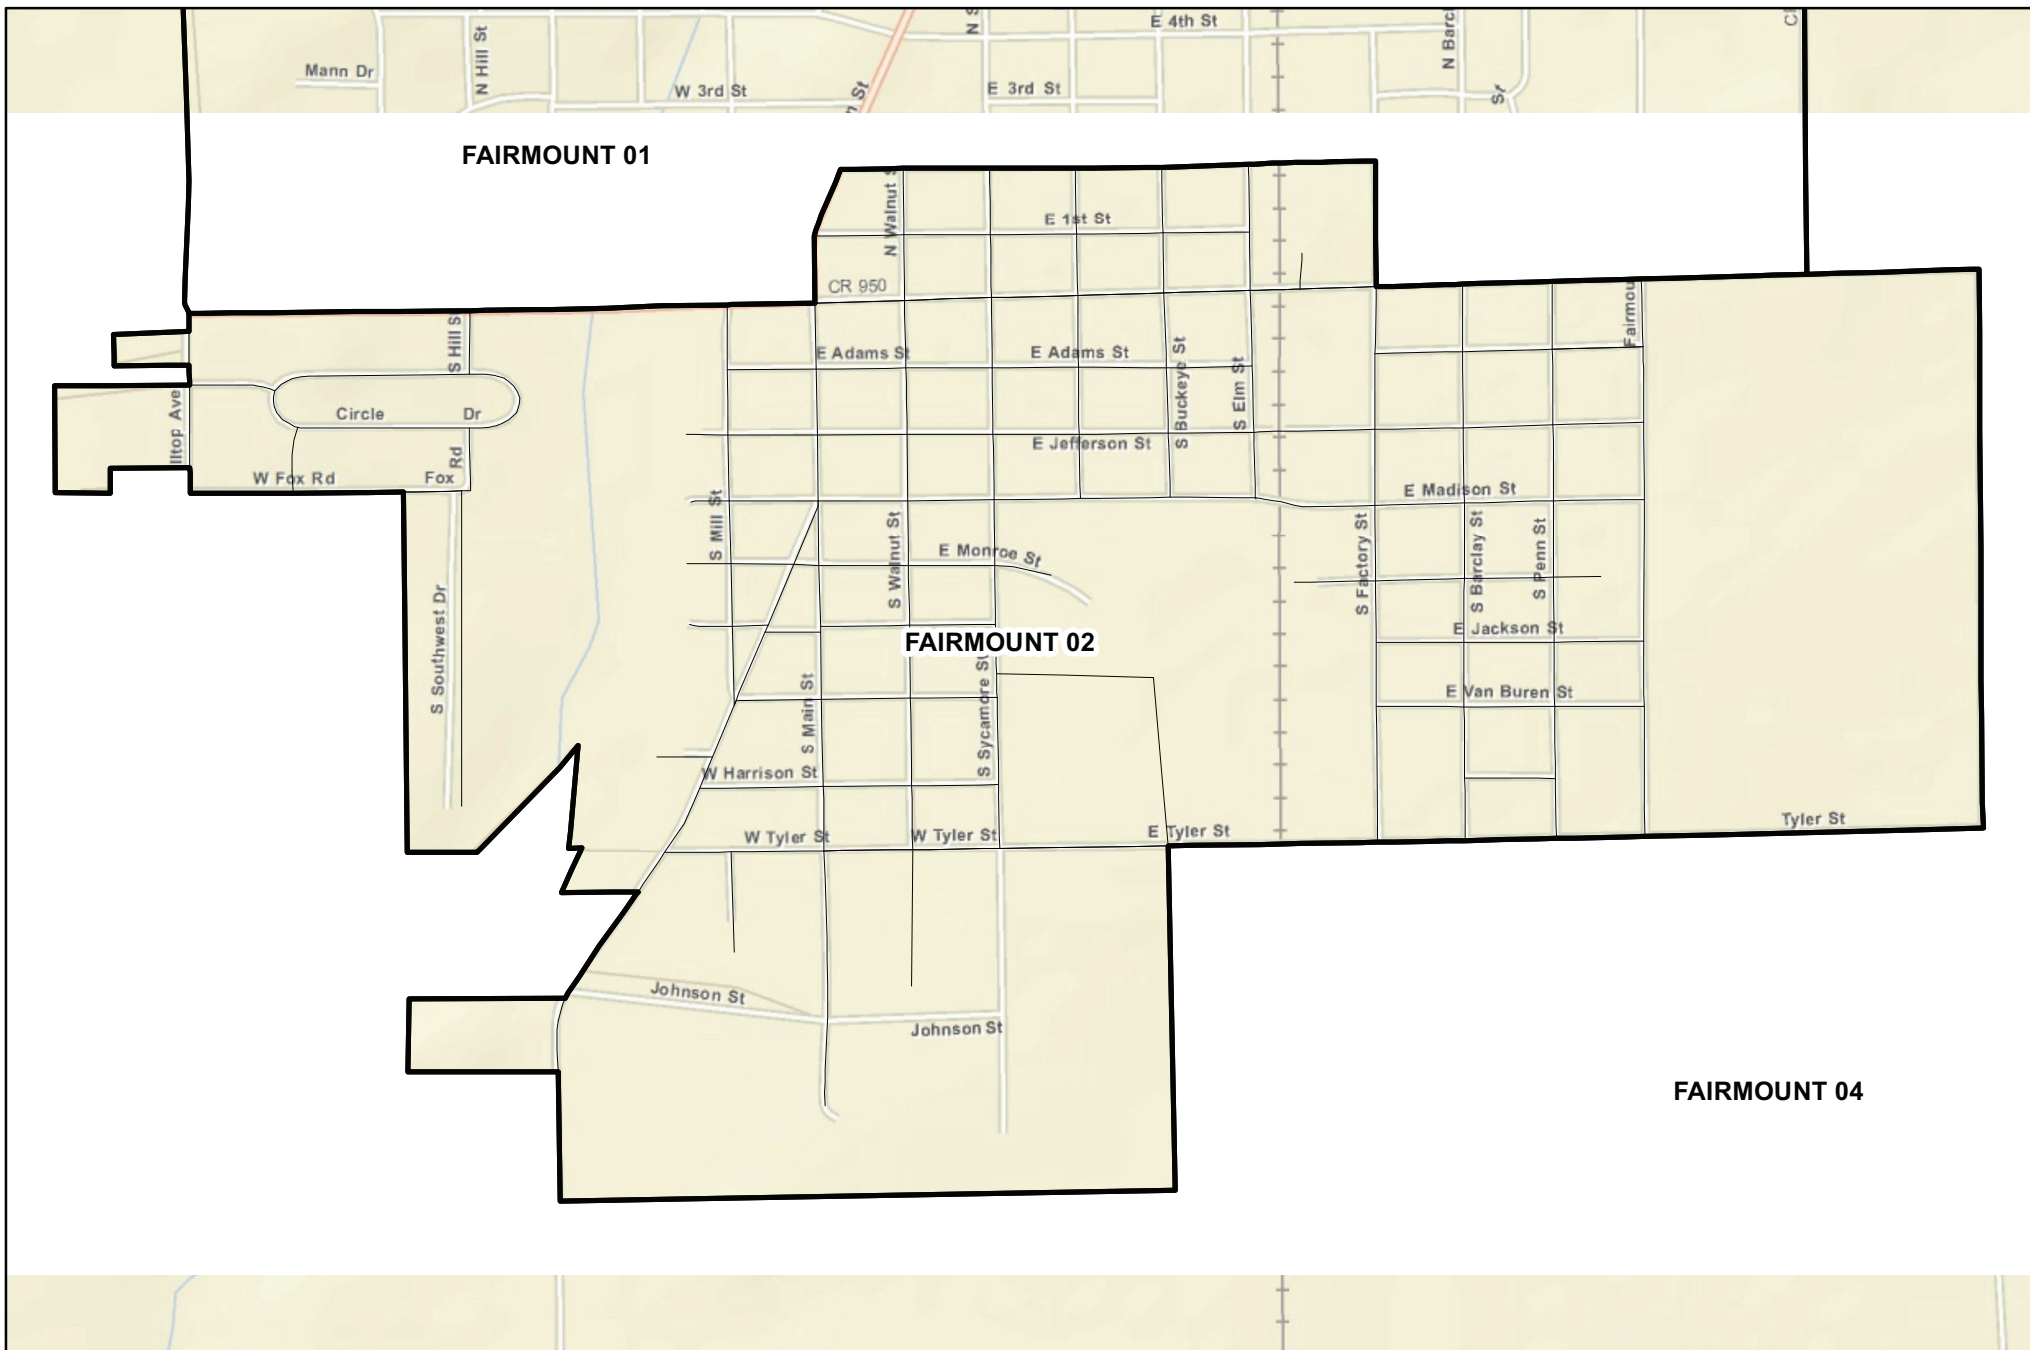 E 4th St
N Hill St
Mann Dr
W 3rd St
E 3rd St
St
FAIRMOUNT 01
N Walnut
E 1st St
CR 950
S Hill St
E Adams St
E Adams St
S Buckeye St
S Elm St
Circle Dr
E Jefferson St
W Fox Rd
Fox Rd
E Madison St
S Mill St
S Walnut St
E Monroe St
S Factory St
S Barclay St
S Penn St
S Southwest Dr
E Jackson St
FAIRMOUNT 02
S Main St
S Sycamore St
E Van Buren St
W Harrison St
W Tyler St
W Tyler St
E Tyler St
Tyler St
Johnson St
Johnson St
FAIRMOUNT 04